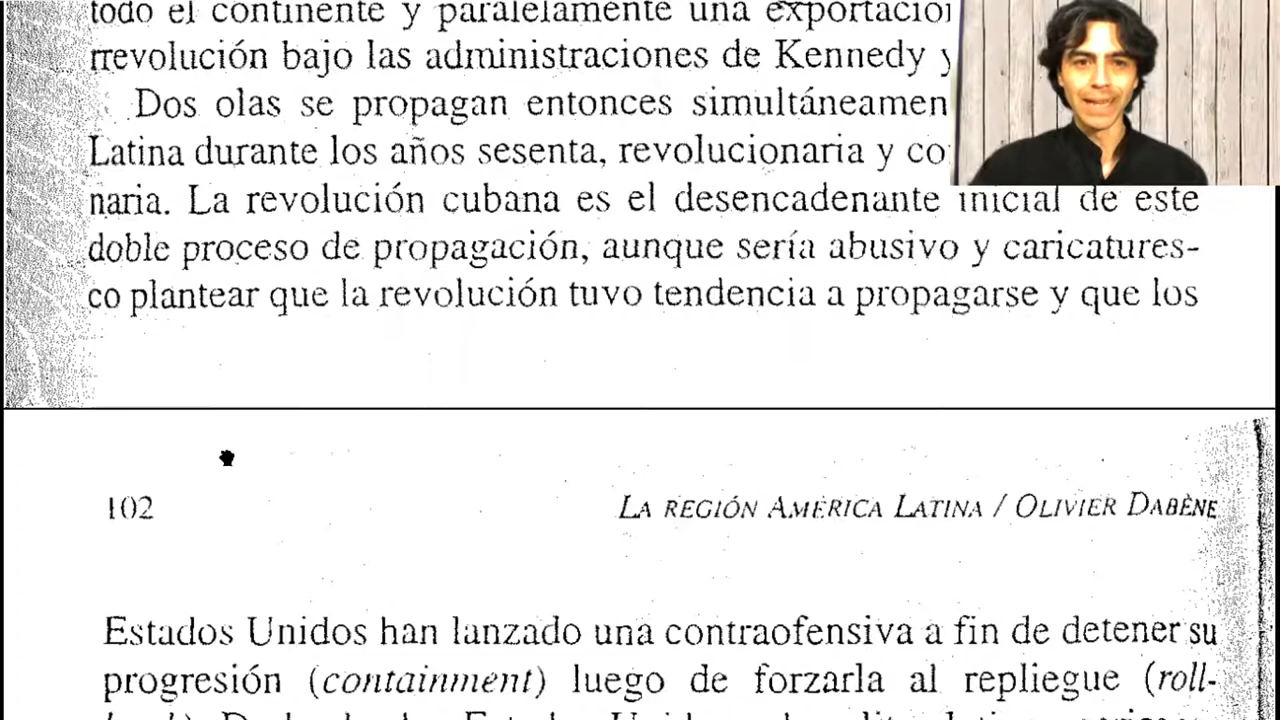 todo el continente y paralelamente una exportación
rrevolución bajo las administraciones de Kennedy y
Dos olas se propagan entonces simultáneamen
Latina durante los años sesenta, revolucionaria y co
naria. La revolución cubana es el desencadenante inicial de este
doble proceso de propagación, aunque sería abusivo y caricatures-
co plantear que la revolución tuvo tendencia a propagarse y que los
102
LA REGIÓN AMÉRICA LATINA / OLIVIER DABÈNE
Estados Unidos han lanzado una contraofensiva a fin de detener su
progresión (containment) luego de forzarla al repliegue (roll-